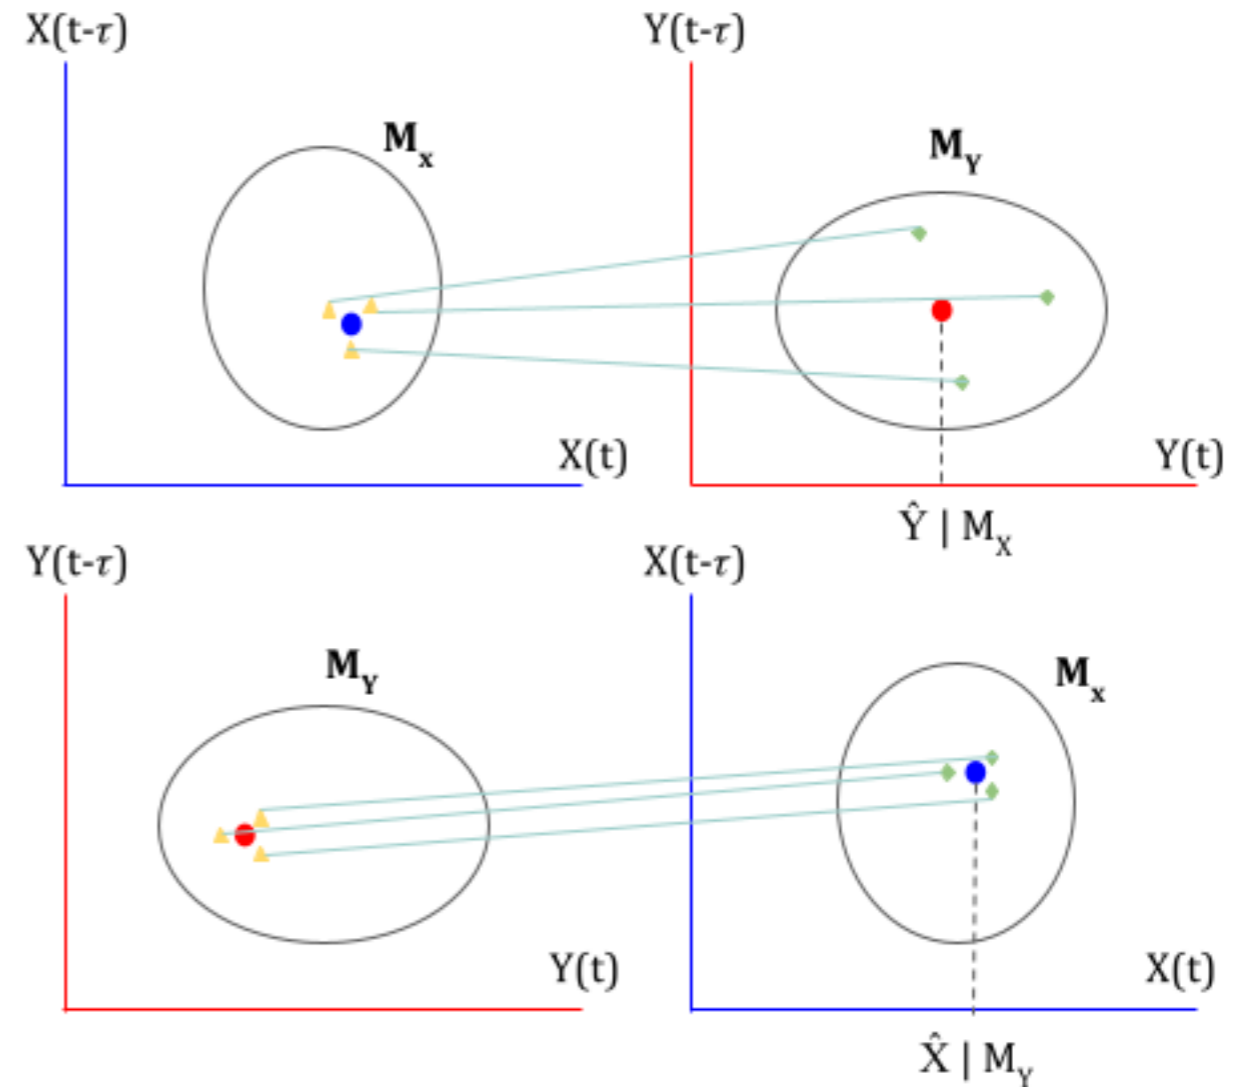 X(t-τ)
Y(t-τ)
Mx
MY
X(t)
Y(t)
Ŷ | MX
Y(t-τ)
X(t-τ)
MY
Mx
Y(t)
X(t)
X̂ | MY